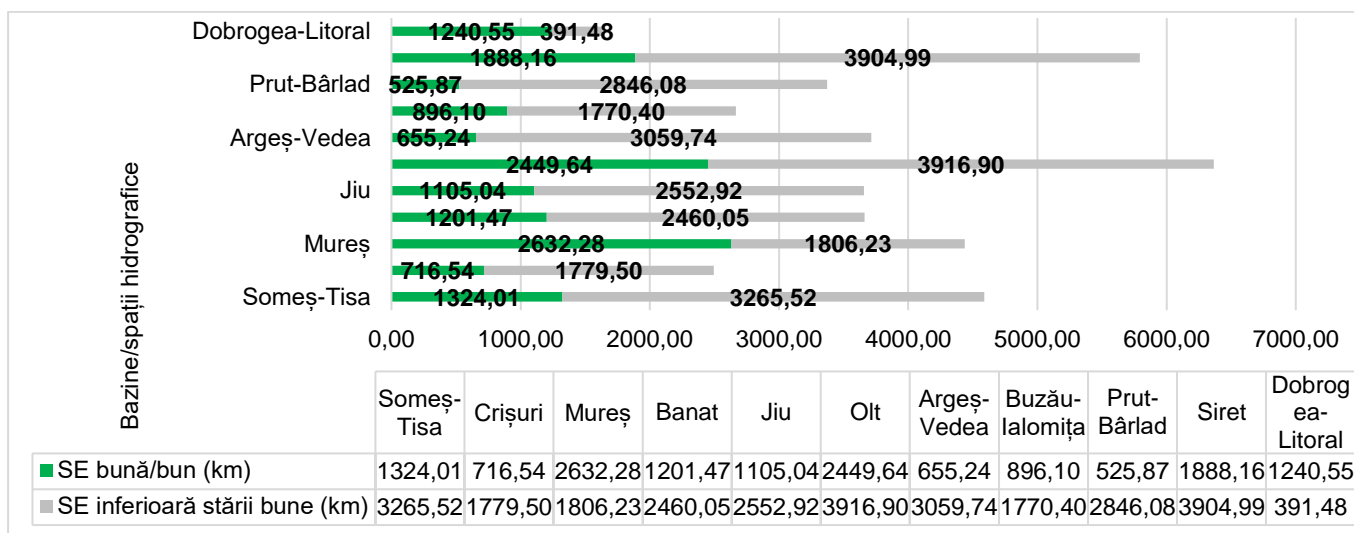 Bazine/spații hidrografice
Dobrogea-Litoral
1240,55 391,48
1888,16 3904,99
Prut-Bârlad
525,87 2846,08
896,10 1770,40
Argeș-Vedea
655,24 3059,74
2449,64 3916,90
Jiu
1105,04 2552,92
1201,47 2460,05
Mureș
2632,28 1806,23
716,54 1779,50
Someș-Tisa
1324,01 3265,52
0,00 1000,00 2000,00 3000,00 4000,00 5000,00 6000,00 7000,00
Someș-
Tisa
Crișuri
Mureș
Banat
Jiu
Olt
Argeș-
Vedea
Buzău-
Ialomița
Prut-
Bârlad
Siret
Dobrog
ea-
Litoral
SE bună/bun (km) 1324,01 716,54 2632,28 1201,47 1105,04 2449,64 655,24 896,10 525,87 1888,16 1240,55
SE inferioară stării bune (km) 3265,52 1779,50 1806,23 2460,05 2552,92 3916,90 3059,74 1770,40 2846,08 3904,99 391,48